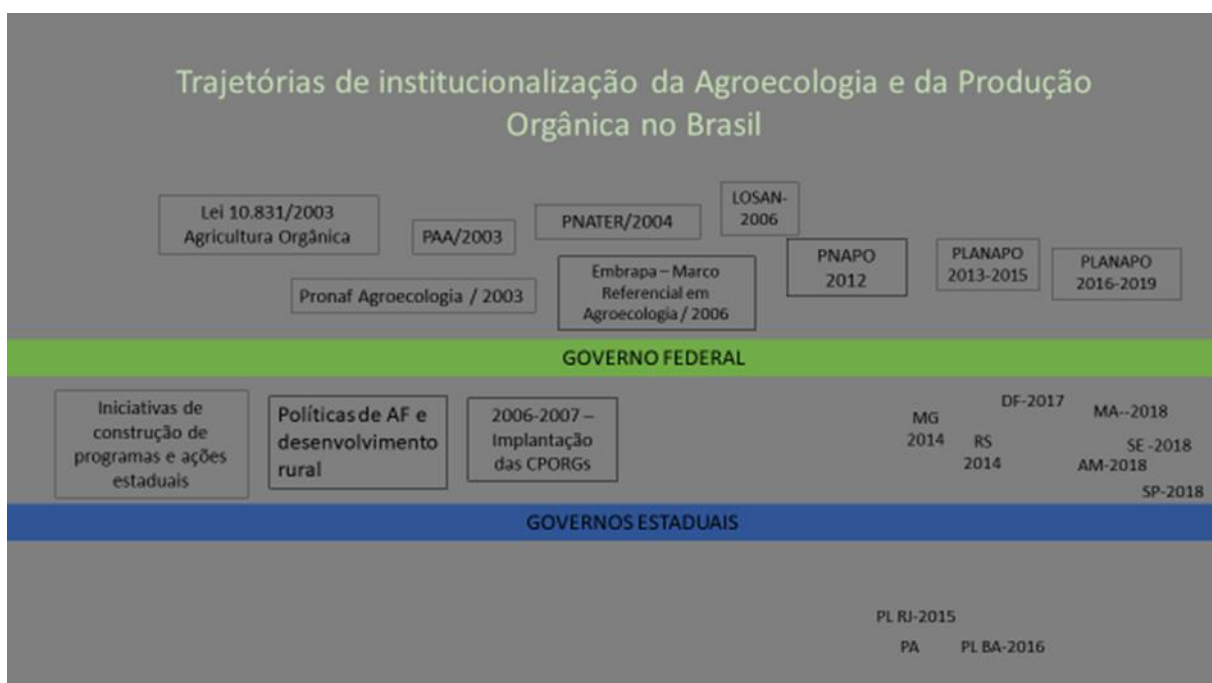 Trajetórias de institucionalização da Agroecologia e da Produção
Orgânica no Brasil
Lei 10.831/2003
Agricultura Orgânica
PAA/2003
PNATER/2004
LOSAN-
2006
Pronaf Agroecologia / 2003
Embrapa – Marco
Referencial em
Agroecologia / 2006
PNAPO
2012
PLANAPO
2013-2015
PLANAPO
2016-2019
GOVERNO FEDERAL
Iniciativas de
construção de
programas e ações
estaduais
Políticas de AF e
desenvolvimento
rural
2006-2007 –
Implantação
das CPORGs
MG
2014
RS
2014
DF-2017
MA--2018
SE -2018
AM-2018
SP-2018
GOVERNOS ESTADUAIS
PL RJ-2015
PA
PL BA-2016